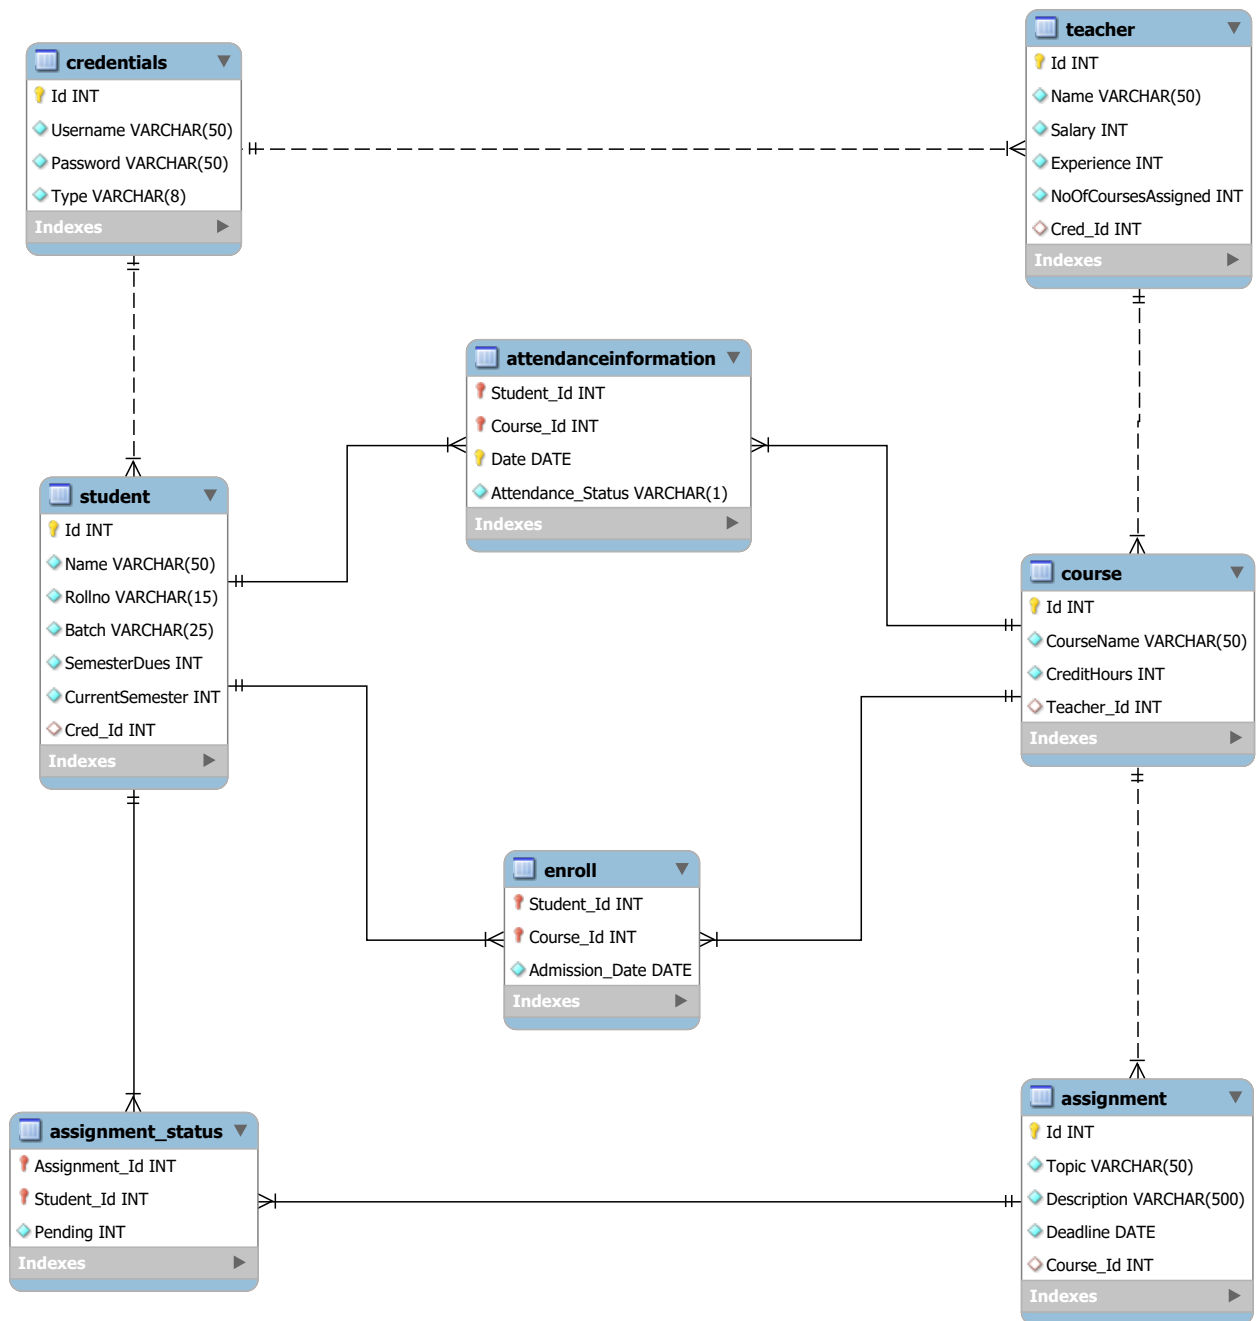 credentials
Id INT
Username VARCHAR(50)
Password VARCHAR(50)
Type VARCHAR(8)
Indexes
teacher
Id INT
Name VARCHAR(50)
Salary INT
Experience INT
NoOfCoursesAssigned INT
Cred_Id INT
Indexes
attendanceinformation
Student_Id INT
Course_Id INT
Date DATE
Attendance_Status VARCHAR(1)
Indexes
student
Id INT
Name VARCHAR(50)
Rollno VARCHAR(15)
Batch VARCHAR(25)
SemesterDues INT
CurrentSemester INT
Cred_Id INT
Indexes
course
Id INT
CourseName VARCHAR(50)
CreditHours INT
Teacher_Id INT
Indexes
enroll
Student_Id INT
Course_Id INT
Admission_Date DATE
Indexes
assignment_status
Assignment_Id INT
Student_Id INT
Pending INT
Indexes
assignment
Id INT
Topic VARCHAR(50)
Description VARCHAR(500)
Deadline DATE
Course_Id INT
Indexes